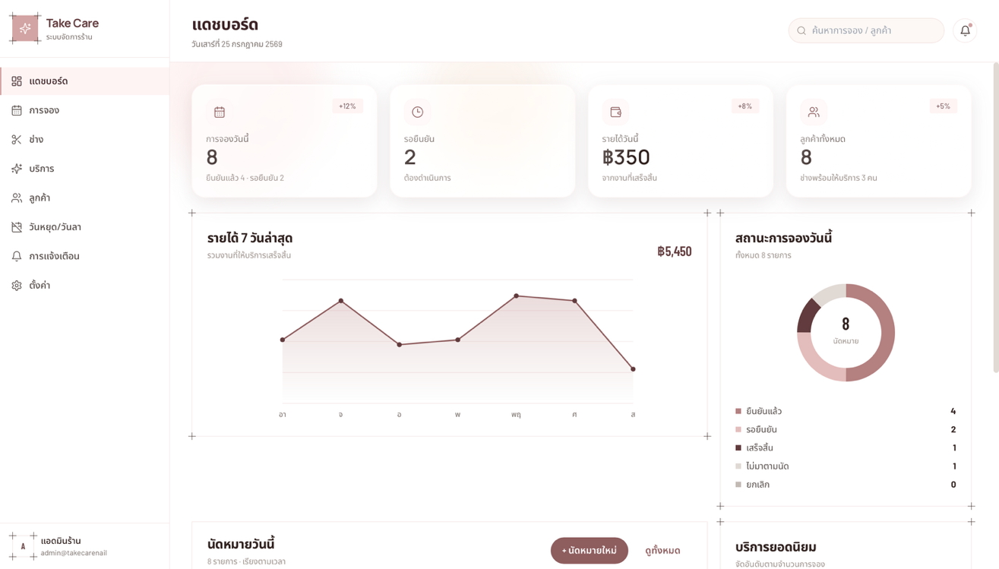 Take Care
ระบบจัดการร้าน
แดชบอร์ด
การจอง
ช่าง
บริการ
ลูกค้า
วันหยุด/วันลา
การแจ้งเตือน
ตั้งค่า
A
แอดมินร้าน
admin@takecarenail
แดชบอร์ด
วันเสาร์ที่ 25 กรกฎาคม 2569
ค้นหาการจอง / ลูกค้า
+12%
การจองวันนี้
8
ยืนยันแล้ว 4 · รอยืนยัน 2
รอยืนยัน
2
ต้องดำเนินการ
+8%
รายได้วันนี้
฿350
จากงานที่เสร็จสิ้น
+5%
ลูกค้าทั้งหมด
8
ช่างพร้อมให้บริการ 3 คน
รายได้ 7 วันล่าสุด
รวมงานที่ให้บริการเสร็จสิ้น
฿5,450
อา จ อ พ พฤ ศ ส
สถานะการจองวันนี้
ทั้งหมด 8 รายการ
8
นัดหมาย
ยืนยันแล้ว 4
รอยืนยัน 2
เสร็จสิ้น 1
ไม่มาตามนัด 1
ยกเลิก 0
นัดหมายวันนี้
8 รายการ · เรียงตามเวลา
+ นัดหมายใหม่
ดูทั้งหมด
บริการยอดนิยม
จัดอันดับตามจำนวนการจอง